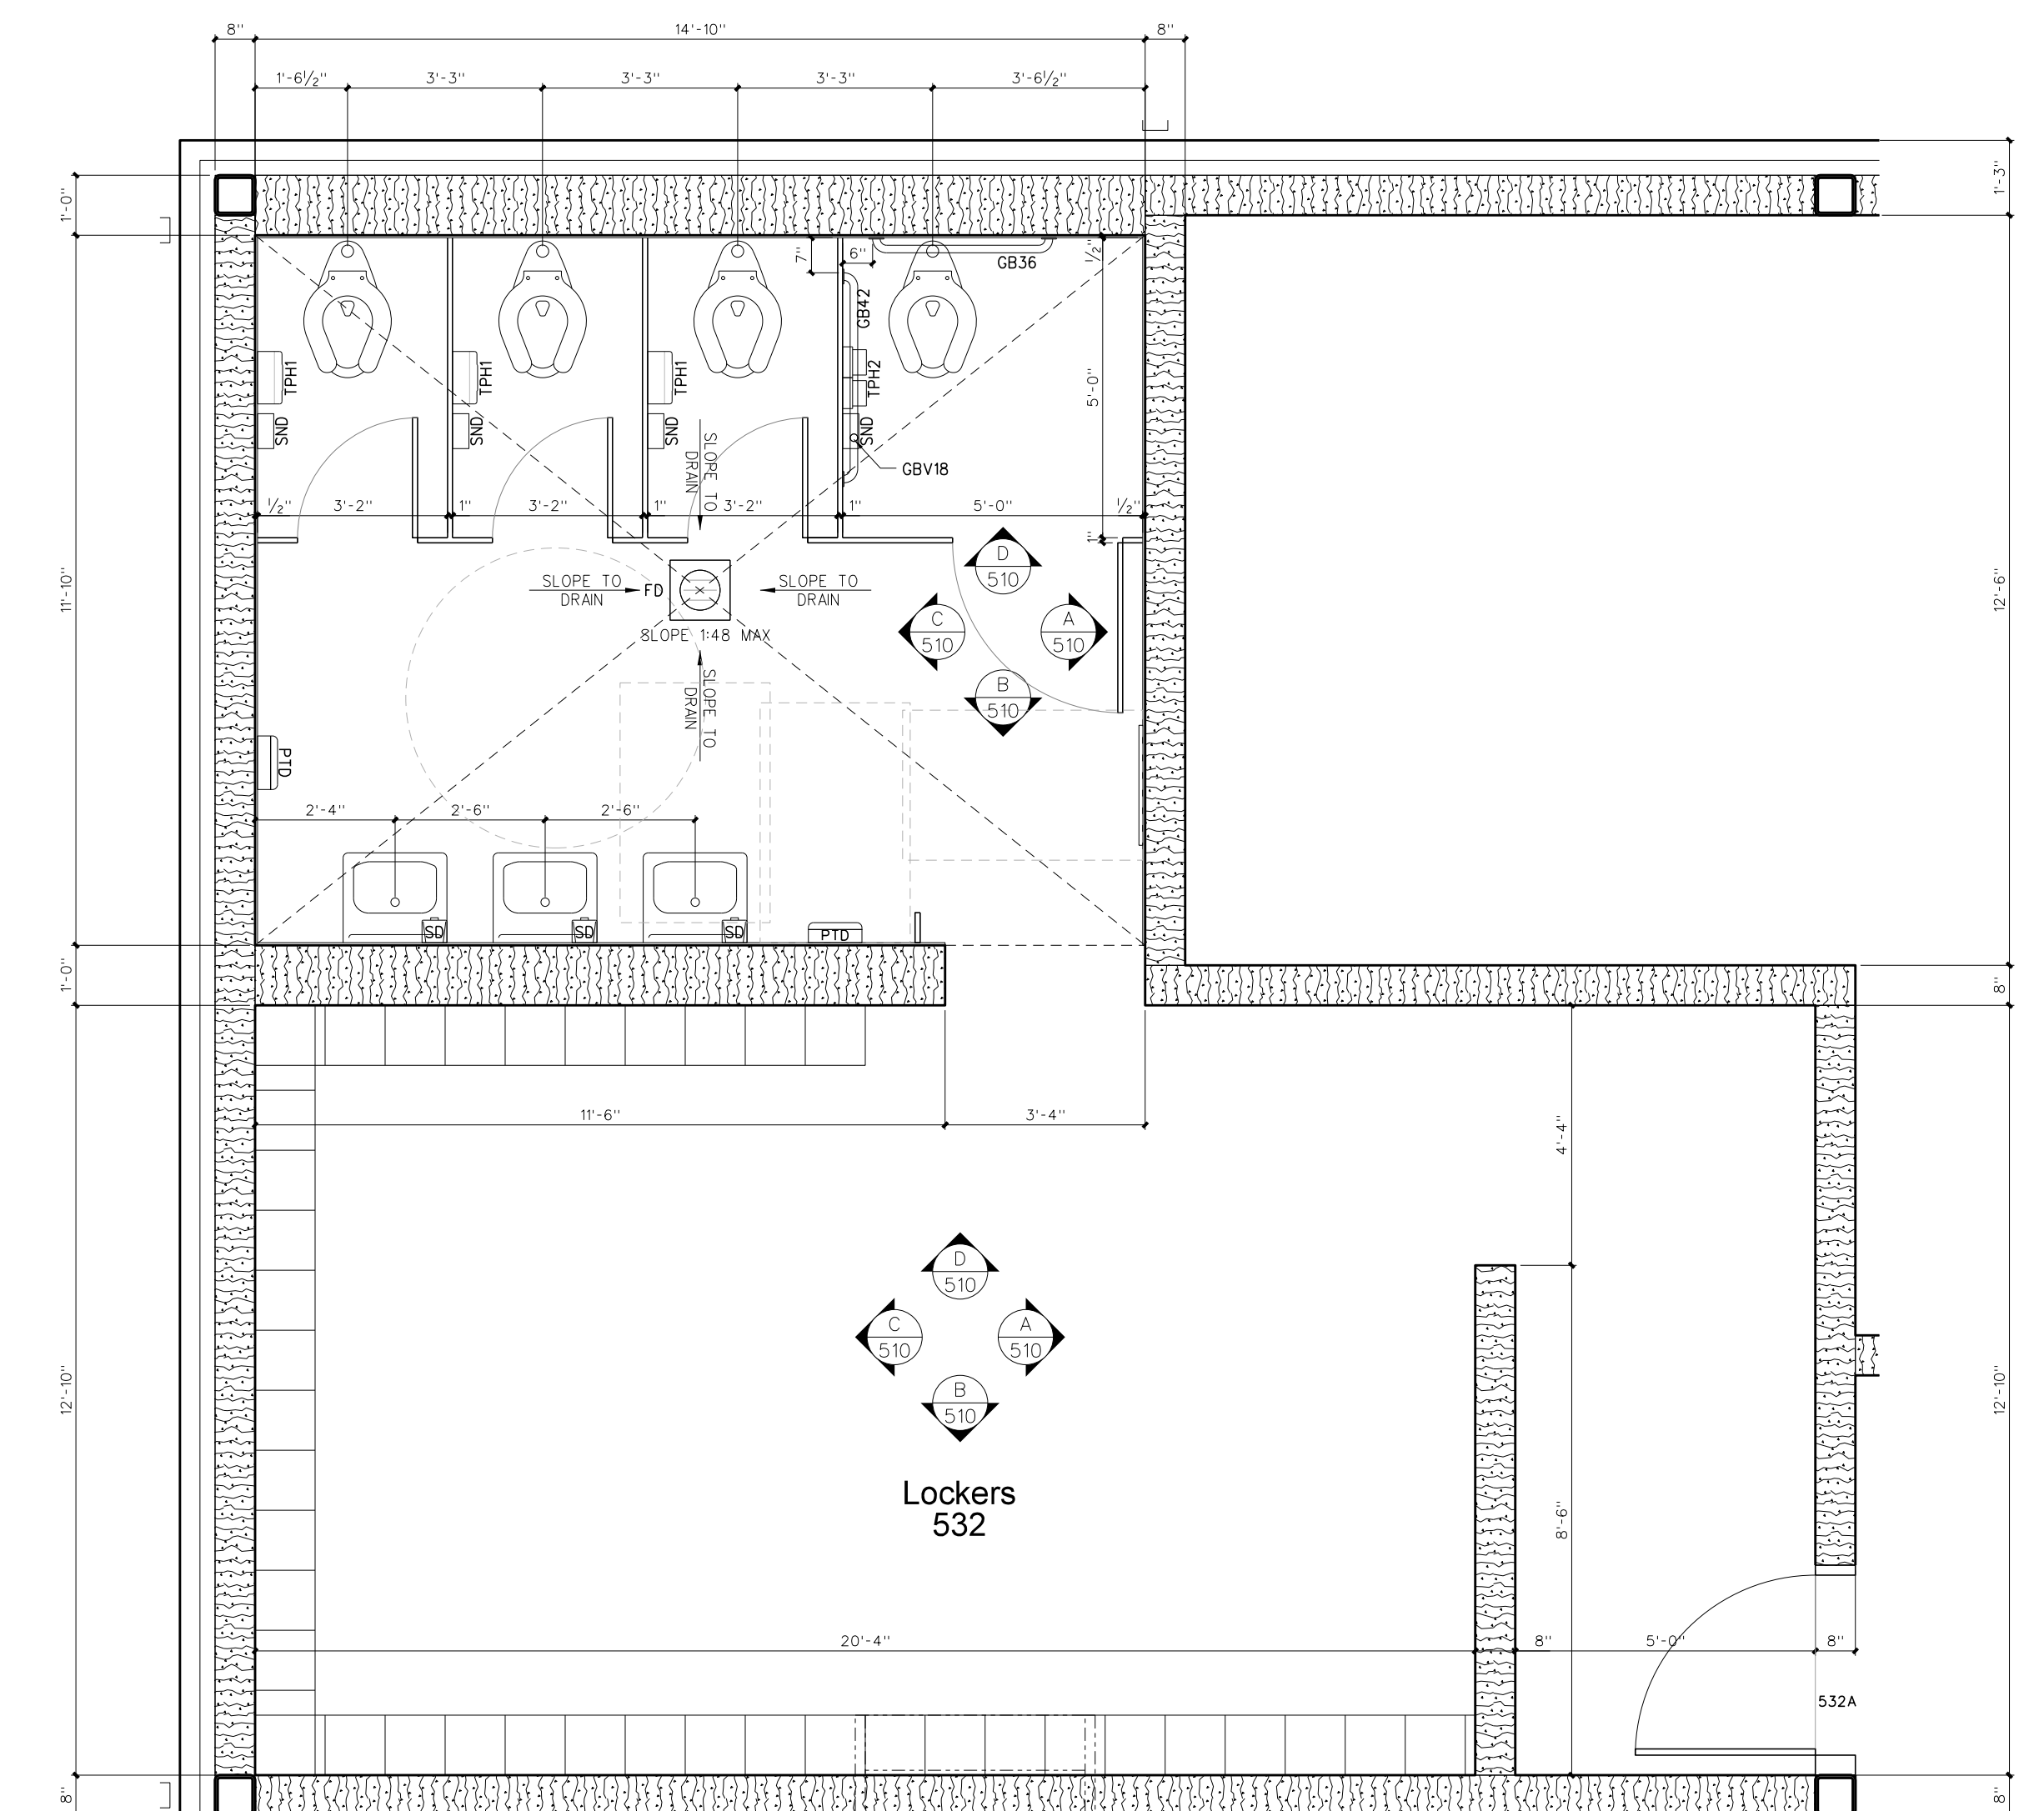 8" 14'-10" 8"
1'-6½" 3'-3" 3'-3" 3'-3" 3'-6½"
1'-0" 1'-3"
7" 6" GB36 ½"
GB42
TPH1 TPH1 TPH1 TPH2 5'-0"
SND SND SND SND
SLOPE TO
DRAIN
GBV18
½" 3'-2" 1" 3'-2" 1" 3'-2" 1" 5'-0" ½"
1"
11'-10" 12'-6"
D
510
SLOPE TO
DRAIN
FD
SLOPE TO
DRAIN
C
510
A
510
SLOPE 1:48 MAX
B
510
SLOPE TO
DRAIN
PTD
2'-4" 2'-6" 2'-6"
SD SD SD PTD
1'-0" 8"
11'-6" 3'-4" 4'-4"
D
510
C
510
A
510
B
510
12'-10" 12'-10"
Lockers
532
8'-6"
20'-4" 8" 5'-0" 8"
532A
8" 8"